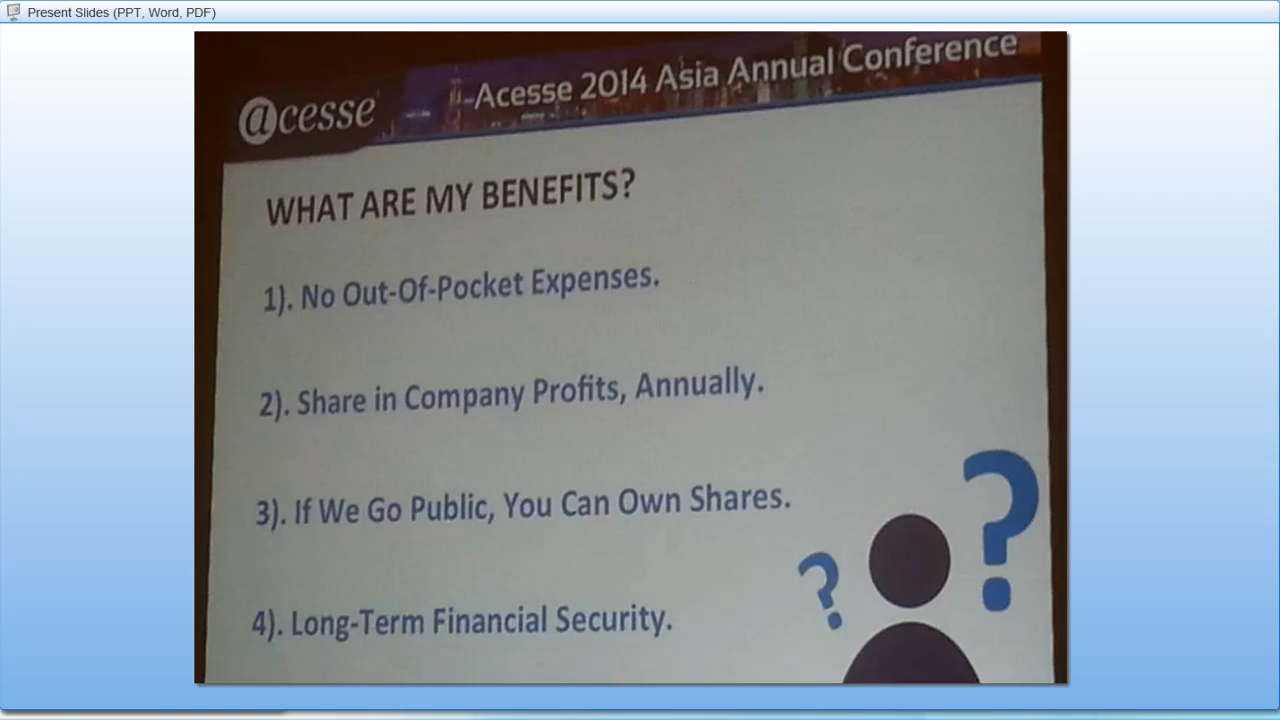 Present Slides (PPT, Word, PDF)
@cesse
Acesse 2014 Asia Annual Conference
WHAT ARE MY BENEFITS?
1). No Out-Of-Pocket Expenses.
2). Share in Company Profits, Annually.
3). If We Go Public, You Can Own Shares.
4). Long-Term Financial Security.
?
?